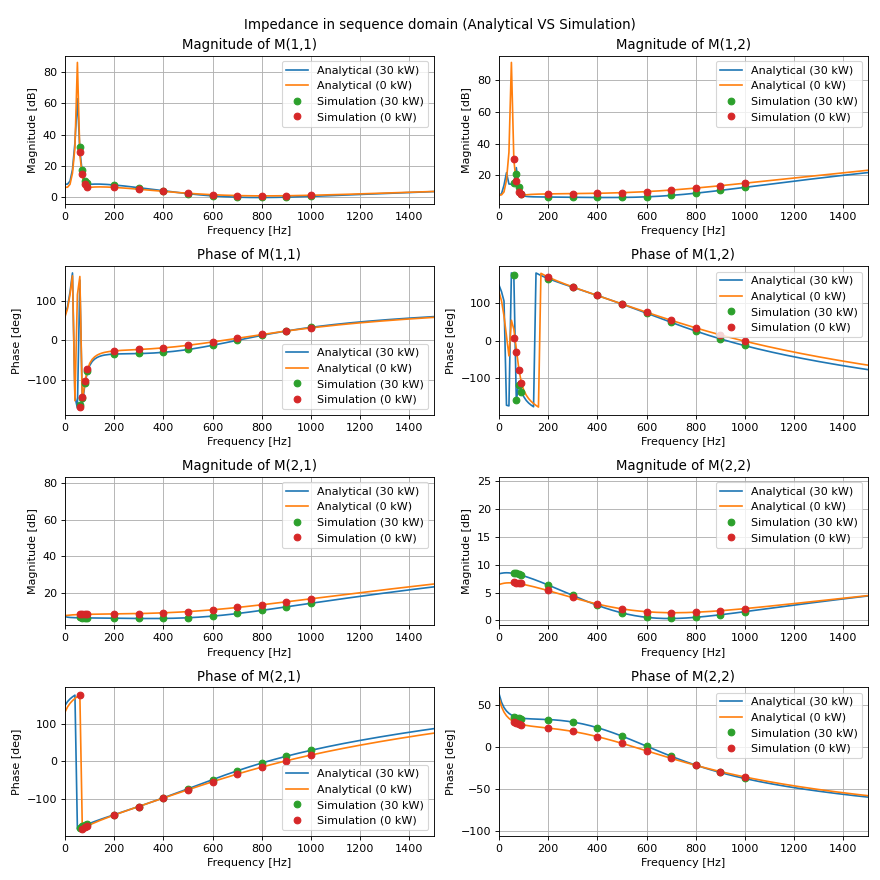 Impedance in sequence domain (Analytical VS Simulation)
Magnitude of M(1,1)
Magnitude [dB]
80
60
40
20
0
0 200 400 600 800 1000 1200 1400
Frequency [Hz]
Analytical (30 kW)
Analytical (0 kW)
Simulation (30 kW)
Simulation (0 kW)
Magnitude of M(1,2)
Magnitude [dB]
80
60
40
20
0 200 400 600 800 1000 1200 1400
Frequency [Hz]
Analytical (30 kW)
Analytical (0 kW)
Simulation (30 kW)
Simulation (0 kW)
Phase of M(1,1)
Phase [deg]
100
0
−100
0 200 400 600 800 1000 1200 1400
Frequency [Hz]
Analytical (30 kW)
Analytical (0 kW)
Simulation (30 kW)
Simulation (0 kW)
Phase of M(1,2)
Phase [deg]
100
0
−100
0 200 400 600 800 1000 1200 1400
Frequency [Hz]
Analytical (30 kW)
Analytical (0 kW)
Simulation (30 kW)
Simulation (0 kW)
Magnitude of M(2,1)
Magnitude [dB]
80
60
40
20
0 200 400 600 800 1000 1200 1400
Frequency [Hz]
Analytical (30 kW)
Analytical (0 kW)
Simulation (30 kW)
Simulation (0 kW)
Magnitude of M(2,2)
Magnitude [dB]
25
20
15
10
5
0
0 200 400 600 800 1000 1200 1400
Frequency [Hz]
Analytical (30 kW)
Analytical (0 kW)
Simulation (30 kW)
Simulation (0 kW)
Phase of M(2,1)
Phase [deg]
100
0
−100
0 200 400 600 800 1000 1200 1400
Frequency [Hz]
Analytical (30 kW)
Analytical (0 kW)
Simulation (30 kW)
Simulation (0 kW)
Phase of M(2,2)
Phase [deg]
50
0
−50
−100
0 200 400 600 800 1000 1200 1400
Frequency [Hz]
Analytical (30 kW)
Analytical (0 kW)
Simulation (30 kW)
Simulation (0 kW)